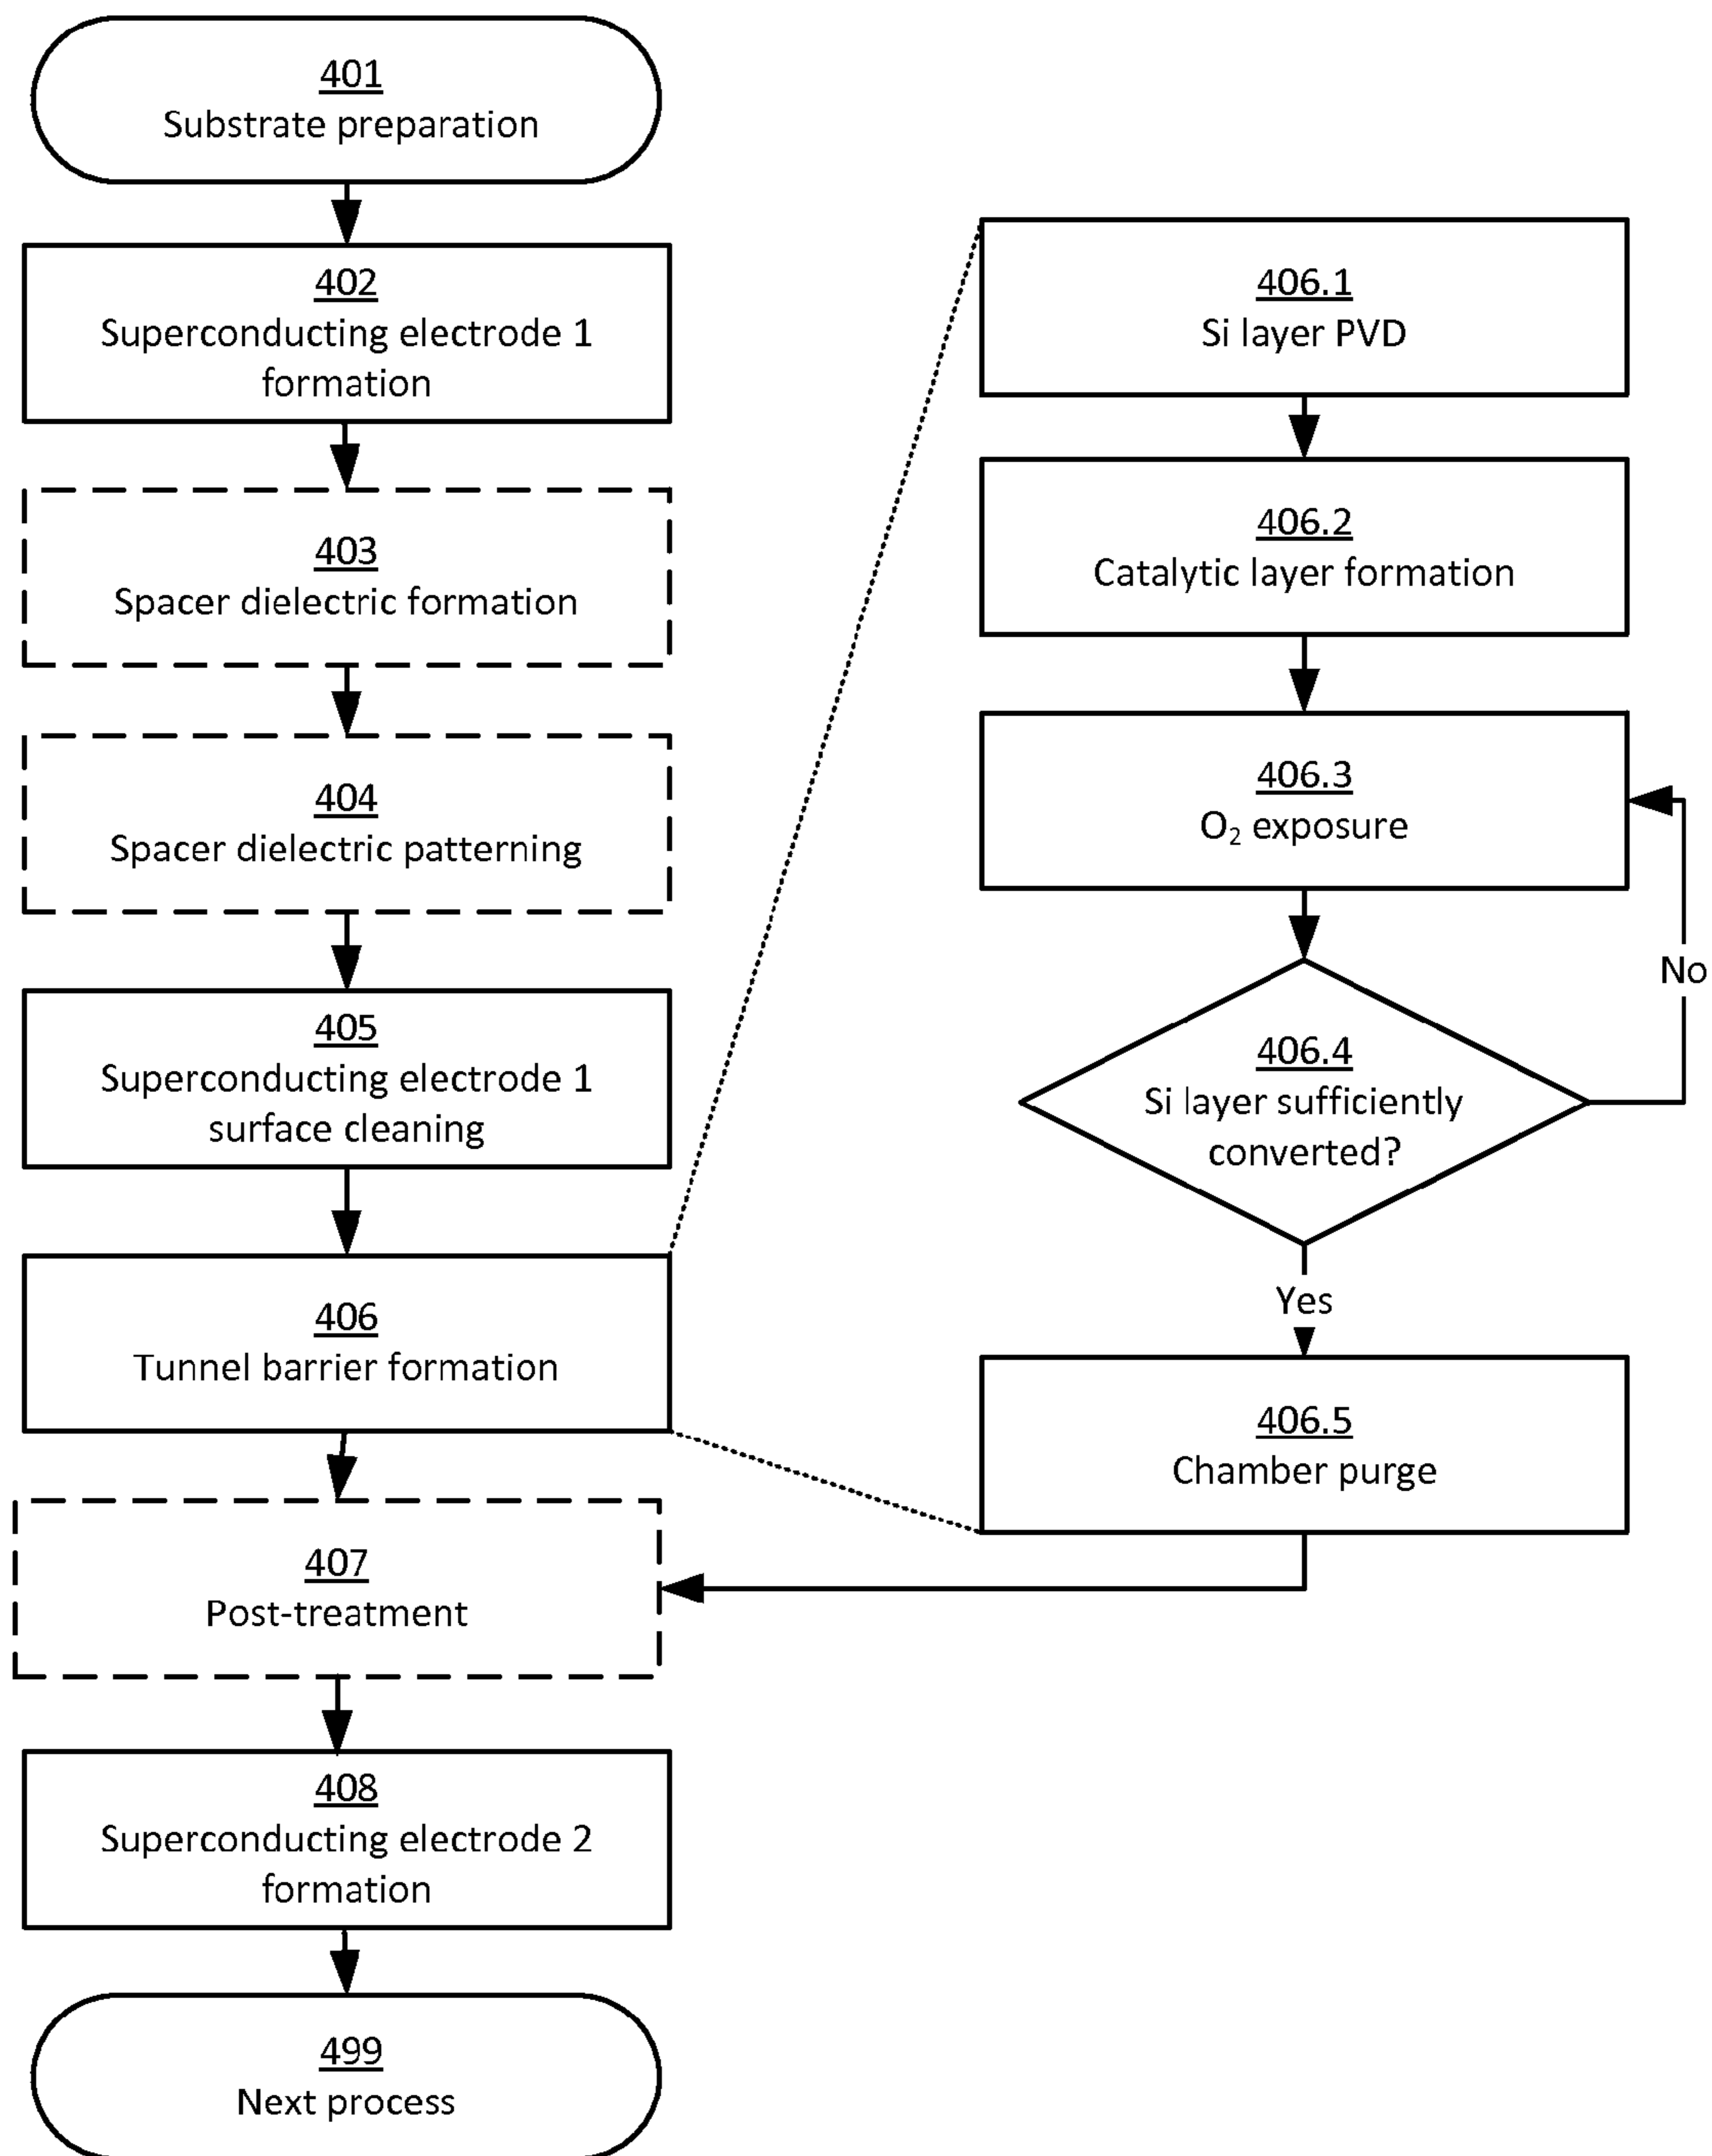 401
Substrate preparation
402
Superconducting electrode 1
formation
403
Spacer dielectric formation
404
Spacer dielectric patterning
405
Superconducting electrode 1
surface cleaning
406
Tunnel barrier formation
407
Post-treatment
408
Superconducting electrode 2
formation
499
Next process
406.1
Si layer PVD
406.2
Catalytic layer formation
406.3
O₂ exposure
406.4
Si layer sufficiently
converted?
No
Yes
406.5
Chamber purge